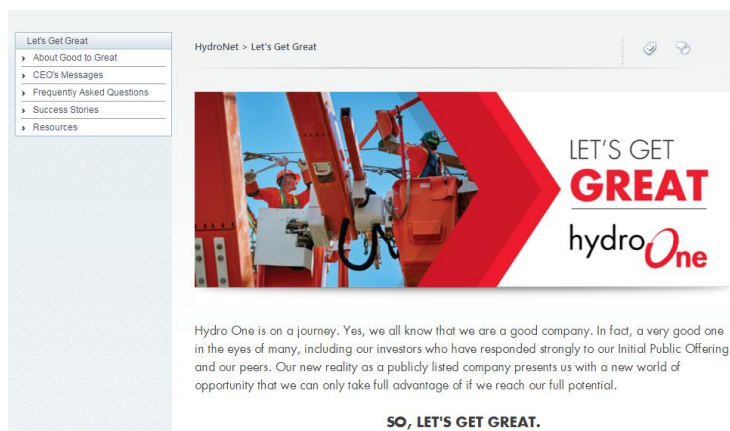 Let's Get Great
About Good to Great
CEO's Messages
Frequently Asked Questions
Success Stories
Resources
HydroNet > Let's Get Great
LET'S GET
GREAT
hydroOne
Hydro One is on a journey. Yes, we all know that we are a good company. In fact, a very good one
in the eyes of many, including our investors who have responded strongly to our Initial Public Offering
and our peers. Our new reality as a publicly listed company presents us with a new world of
opportunity that we can only take full advantage of if we reach our full potential.
SO, LET'S GET GREAT.